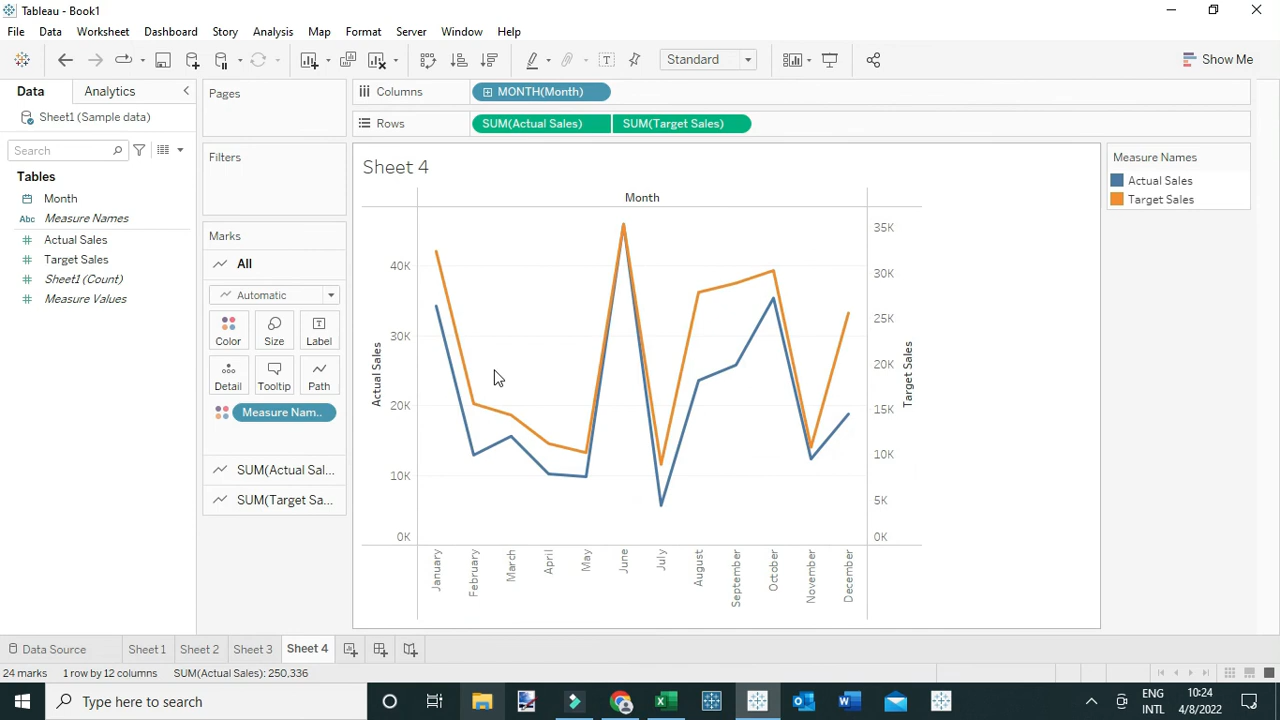 Tableau - Book1
File Data Worksheet Dashboard Story Analysis Map Format Server Window Help
Standard
Show Me
Data Analytics
Sheet1 (Sample data)
Search
Tables
Month
Abc Measure Names
Actual Sales
Target Sales
Sheet1 (Count)
Measure Values
Pages
Filters
Marks
All
Automatic
Color Size Label
Detail Tooltip Path
Measure Nam..
SUM(Actual Sal...
SUM(Target Sa...
Columns MONTH(Month)
Rows SUM(Actual Sales) SUM(Target Sales)
Sheet 4
Month
Actual Sales
40K
30K
20K
10K
0K
35K
30K
25K
20K
15K
10K
5K
0K
Target Sales
January
February
March
April
May
June
July
August
September
October
November
December
Measure Names
Actual Sales
Target Sales
Data Source Sheet 1 Sheet 2 Sheet 3 Sheet 4
24 marks 1 row by 12 columns SUM(Actual Sales): 250,336
Type here to search
ENG
INTL
10:24
4/8/2022